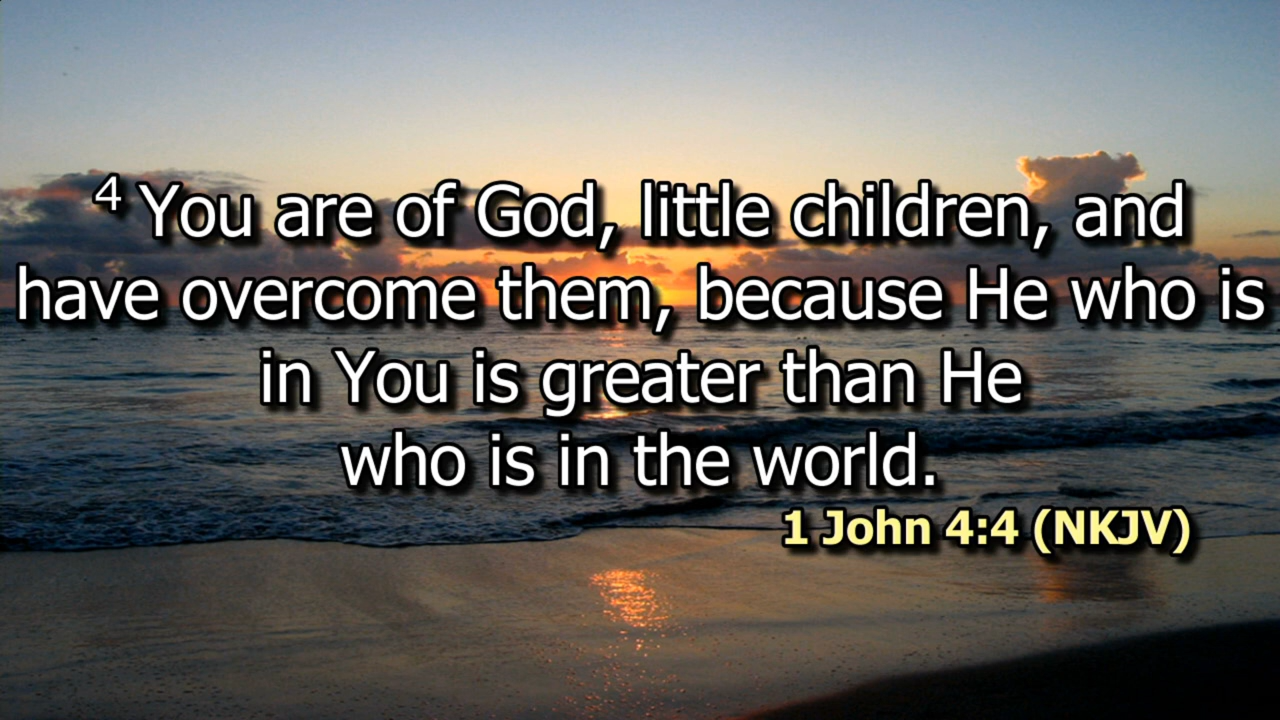 4 You are of God, little children, and
have overcome them, because He who is
in You is greater than He
who is in the world.
1 John 4:4 (NKJV)